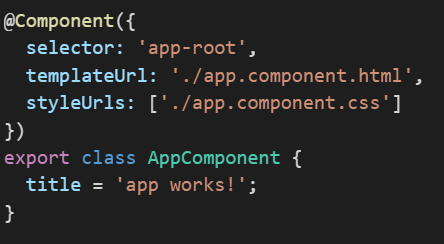 @Component({
  selector: 'app-root',
  templateUrl: './app.component.html',
  styleUrls: ['./app.component.css']
})
export class AppComponent {
  title = 'app works!';
}